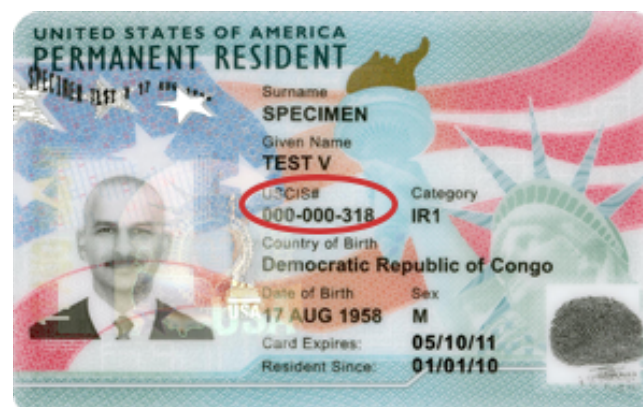 UNITED STATES OF AMERICA
PERMANENT RESIDENT
Surname
SPECIMEN
Given Name
TEST V
USCIS# Category
000-000-318 IR1
Country of Birth
Democratic Republic of Congo
Date of Birth Sex
17 AUG 1958 M
USA
Card Expires: 05/10/11
Resident Since: 01/01/10